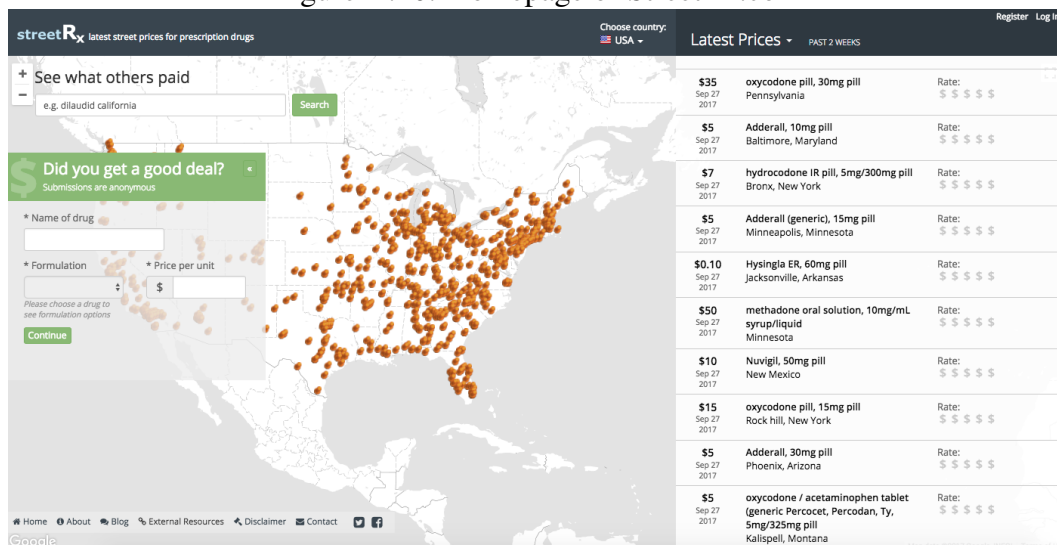 streetRx latest street prices for prescription drugs
Choose country:
USA
Register Log In
Latest Prices PAST 2 WEEKS
+
−
See what others paid
e.g. dilaudid california
Search
$ Did you get a good deal? «
Submissions are anonymous
* Name of drug
* Formulation * Price per unit
$
Please choose a drug to
see formulation options
Continue
$35 oxycodone pill, 30mg pill Rate:
Sep 27 Pennsylvania $ $ $ $ $
2017
$5 Adderall, 10mg pill Rate:
Sep 27 Baltimore, Maryland $ $ $ $ $
2017
$7 hydrocodone IR pill, 5mg/300mg pill Rate:
Sep 27 Bronx, New York $ $ $ $ $
2017
$5 Adderall (generic), 15mg pill Rate:
Sep 27 Minneapolis, Minnesota $ $ $ $ $
2017
$0.10 Hysingla ER, 60mg pill Rate:
Sep 27 Jacksonville, Arkansas $ $ $ $ $
2017
$50 methadone oral solution, 10mg/mL Rate:
Sep 27 syrup/liquid $ $ $ $ $
2017 Minnesota
$10 Nuvigil, 50mg pill Rate:
Sep 27 New Mexico $ $ $ $ $
2017
$15 oxycodone pill, 15mg pill Rate:
Sep 27 Rock hill, New York $ $ $ $ $
2017
$5 Adderall, 30mg pill Rate:
Sep 27 Phoenix, Arizona $ $ $ $ $
2017
$5 oxycodone / acetaminophen tablet Rate:
Sep 27 (generic Percocet, Percodan, Ty, $ $ $ $ $
2017 5mg/325mg pill
Kalispell, Montana
Home About Blog External Resources Disclaimer Contact
Google